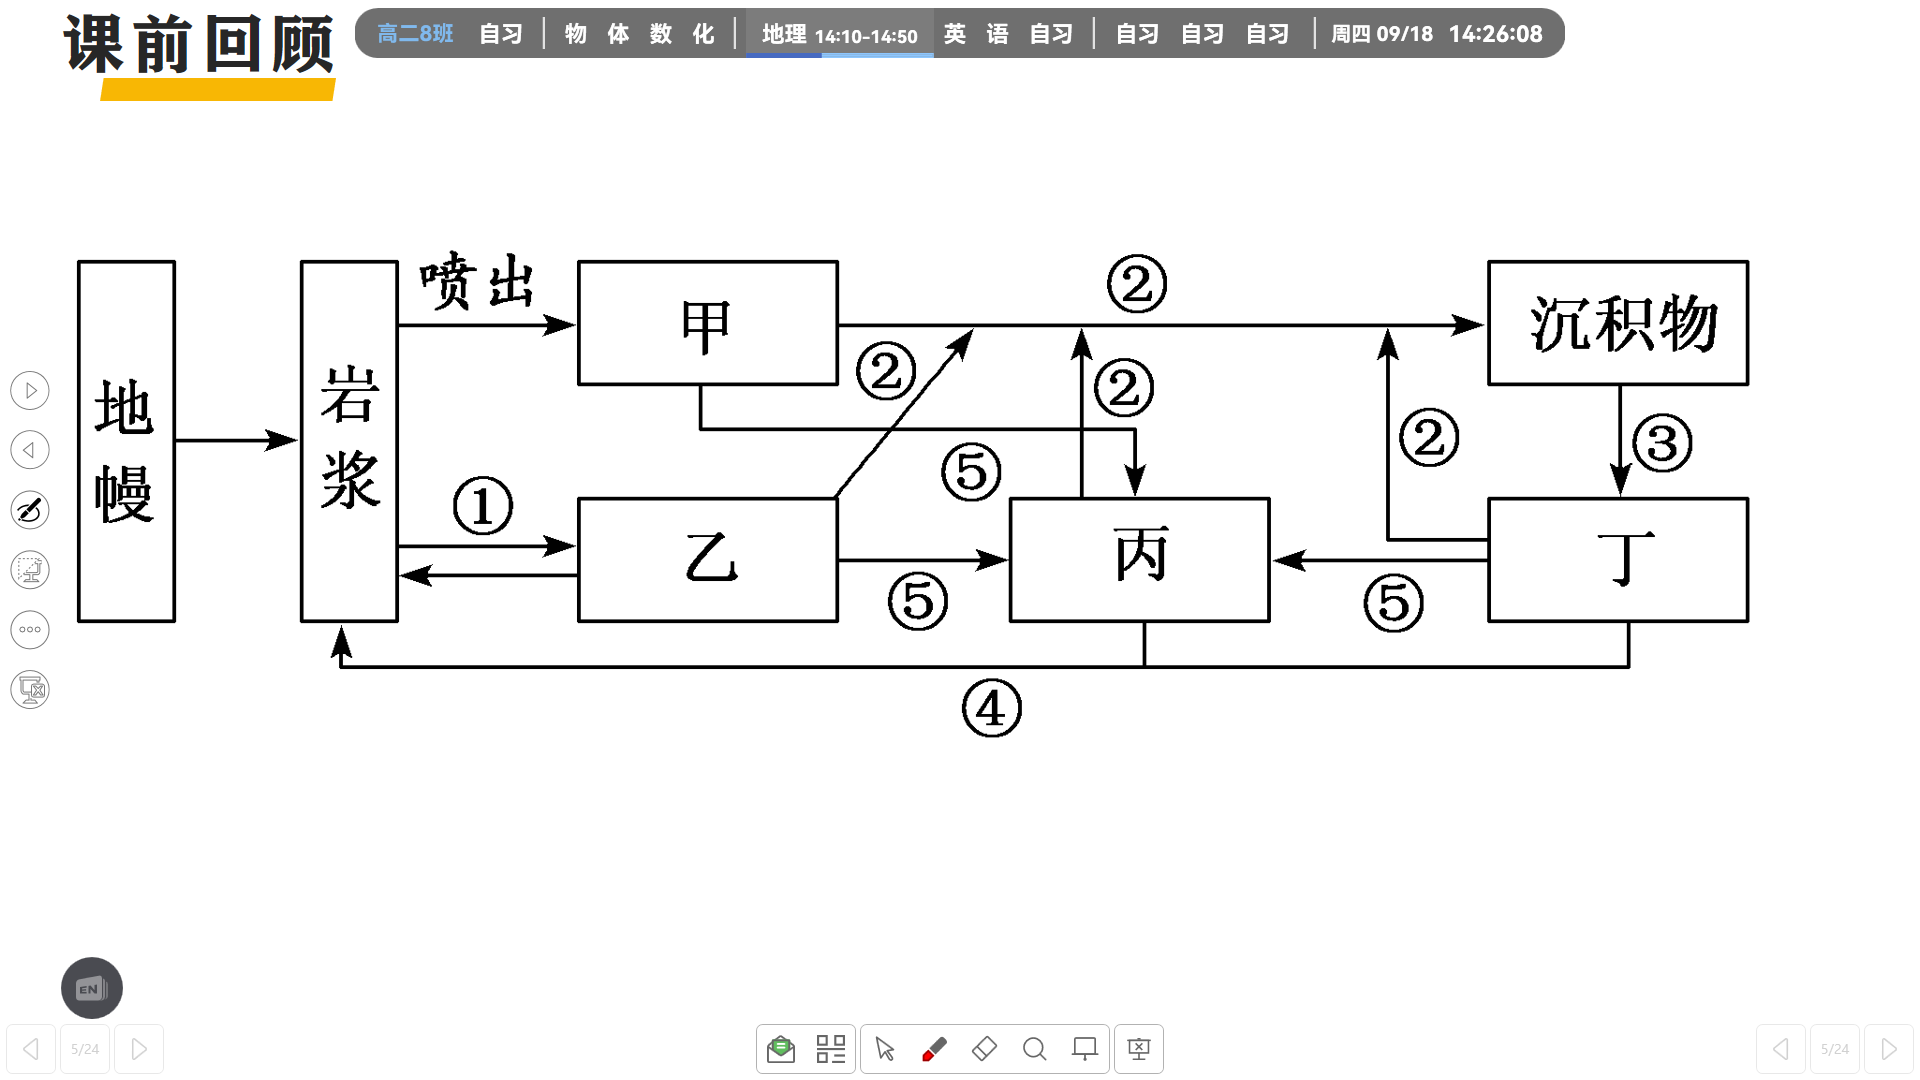 课前回顾
高二8班 自习 物 体 数 化 地理 14:10-14:50 英 语 自习 自习 自习 自习 周四 09/18 14:26:08
喷出
②
甲
沉积物
②
②
地幔
岩浆
②
③
⑤
①
乙
丙
丁
⑤
⑤
④
EN
5/24
5/24